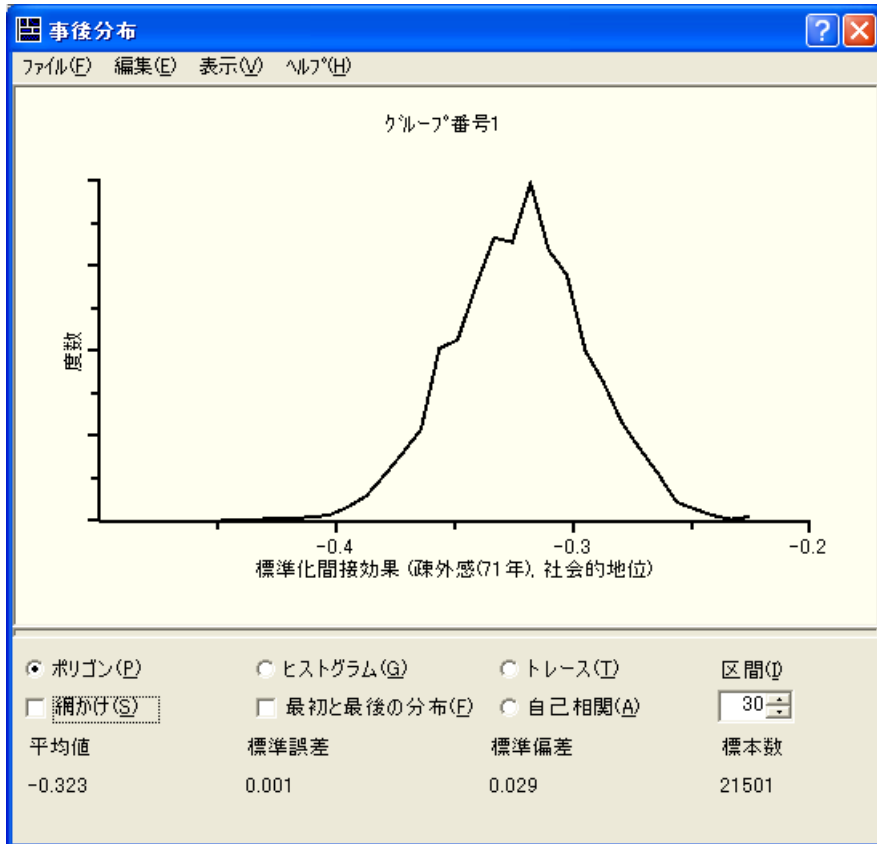 事後分布
ﾌｧｲﾙ(F) 編集(E) 表示(V) ﾍﾙﾌﾟ(H)
ｸﾞﾙｰﾌﾟ番号1
度数
-0.4 -0.3 -0.2
標準化間接効果 (疎外感(71年), 社会的地位)
ポリゴン(P) ヒストグラム(G) トレース(T) 区間(I)
網かけ(S) 最初と最後の分布(F) 自己相関(A) 30
平均値 標準誤差 標準偏差 標本数
-0.323 0.001 0.029 21501